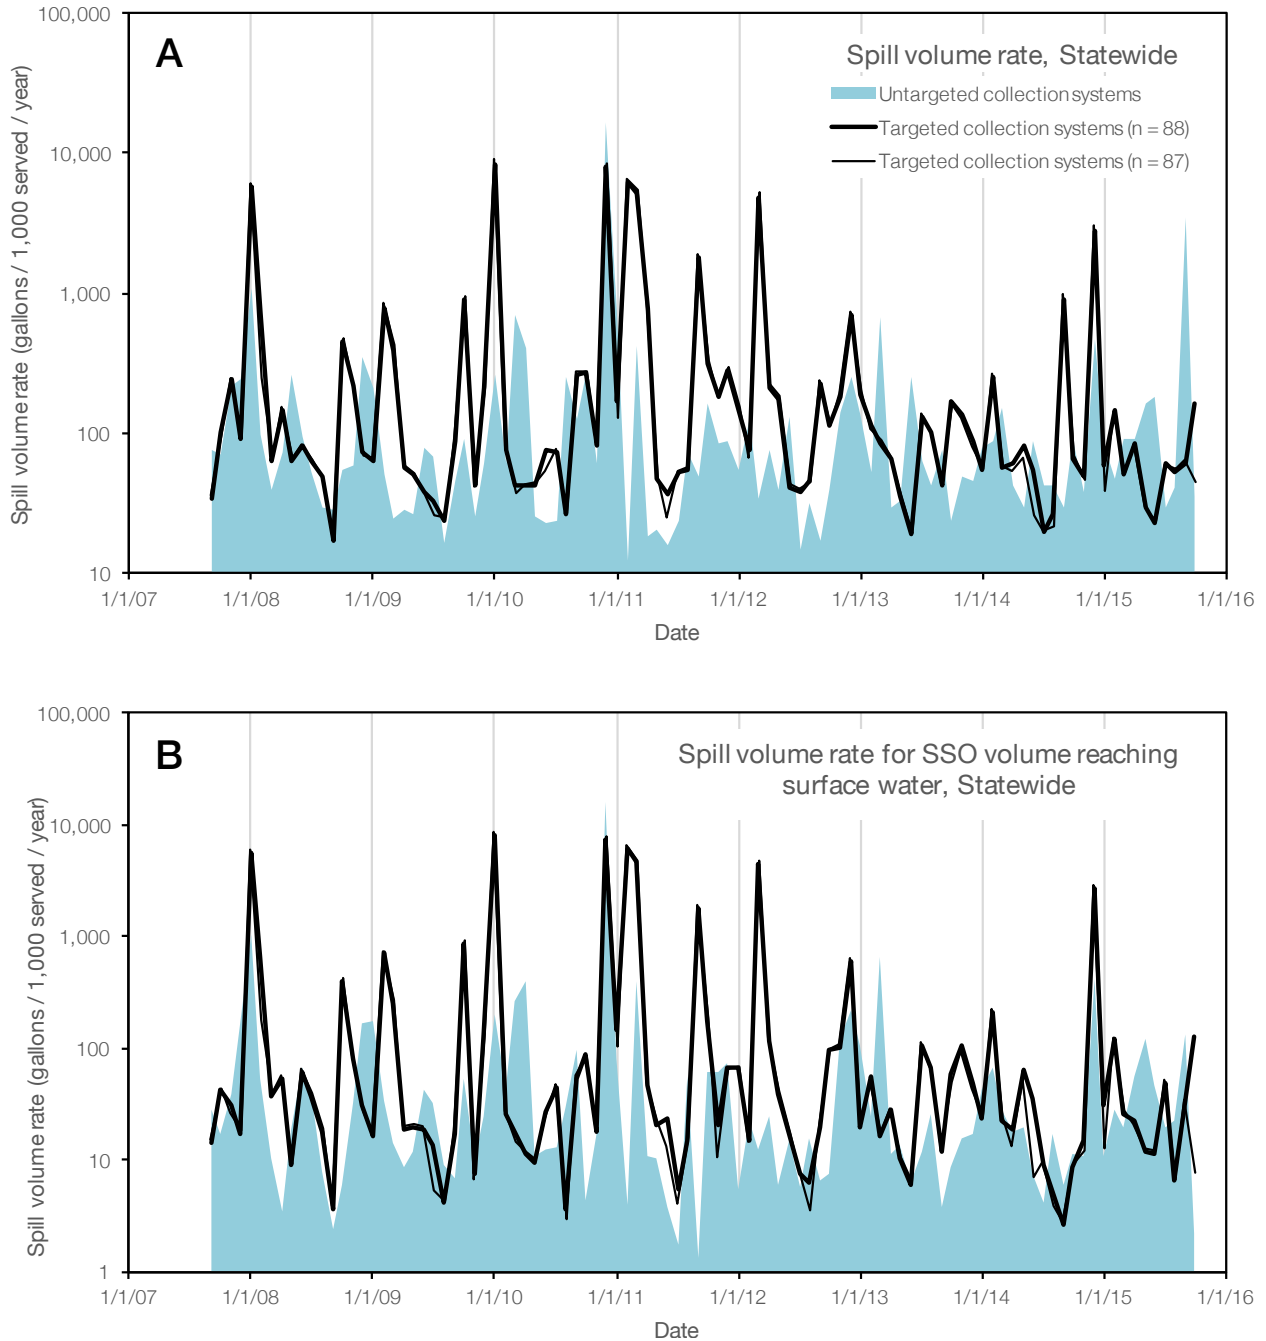 100,000
10,000
1,000
100
10
Spill volume rate (gallons / 1,000 served / year)
A
Spill volume rate, Statewide
Untargeted collection systems
Targeted collection systems (n = 88)
Targeted collection systems (n = 87)
1/1/07 1/1/08 1/1/09 1/1/10 1/1/11 1/1/12 1/1/13 1/1/14 1/1/15 1/1/16
Date
100,000
10,000
1,000
100
10
1
Spill volume rate (gallons / 1,000 served / year)
B
Spill volume rate for SSO volume reaching
surface water, Statewide
1/1/07 1/1/08 1/1/09 1/1/10 1/1/11 1/1/12 1/1/13 1/1/14 1/1/15 1/1/16
Date